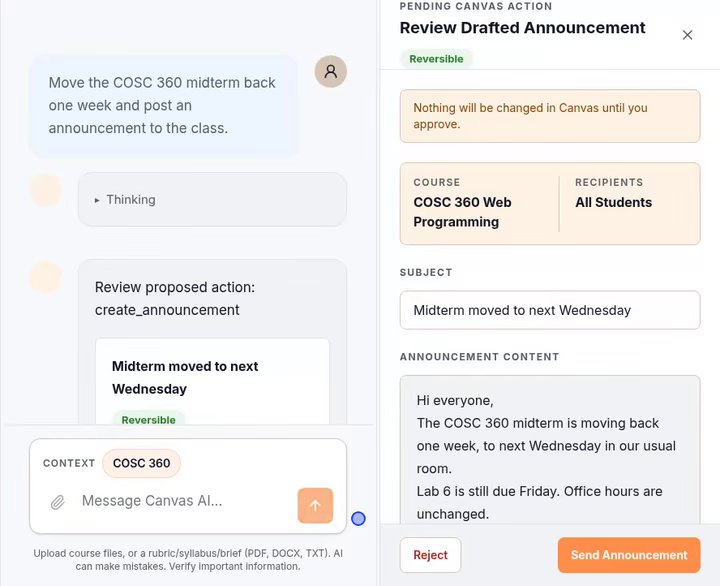 Move the COSC 360 midterm back
one week and post an
announcement to the class.
▸ Thinking
Review proposed action:
create_announcement
Midterm moved to next
Wednesday
Reversible
CONTEXT COSC 360
Message Canvas AI...
Upload course files, or a rubric/syllabus/brief (PDF, DOCX, TXT). AI
can make mistakes. Verify important information.
PENDING CANVAS ACTION
Review Drafted Announcement
Reversible
Nothing will be changed in Canvas until you
approve.
COURSE
COSC 360 Web
Programming
RECIPIENTS
All Students
SUBJECT
Midterm moved to next Wednesday
ANNOUNCEMENT CONTENT
Hi everyone,
The COSC 360 midterm is moving back
one week, to next Wednesday in our usual
room.
Lab 6 is still due Friday. Office hours are
unchanged.
Reject
Send Announcement